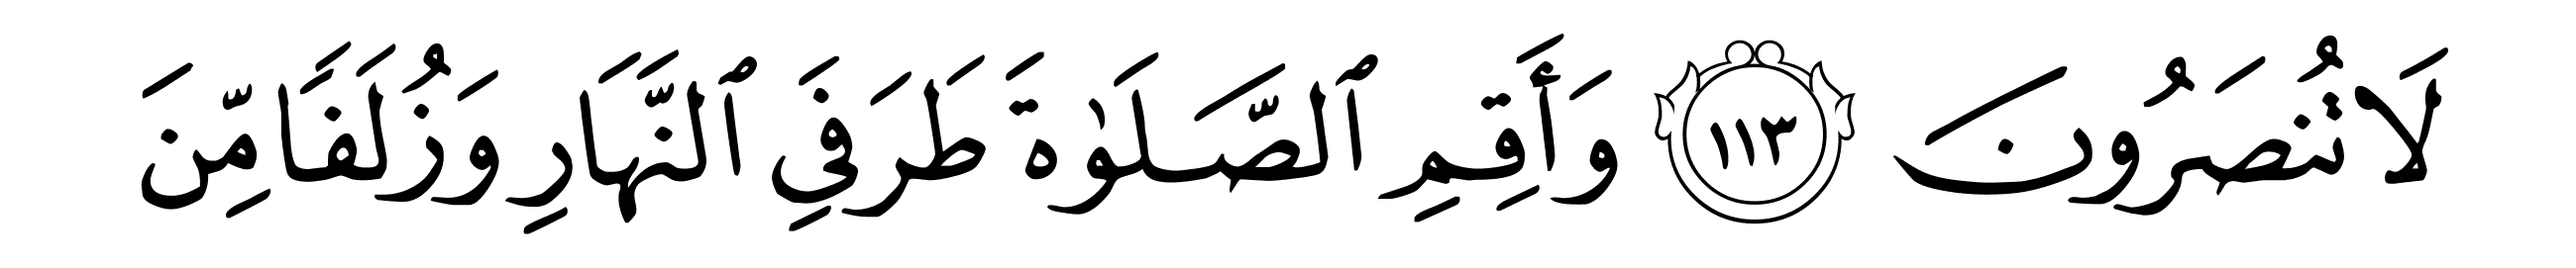 لَا تُنصَرُونَ ١١٣ وَأَقِمِ ٱلصَّلَوٰةَ طَرَفَيِ ٱلنَّهَارِ وَزُلَفًا مِّنَ